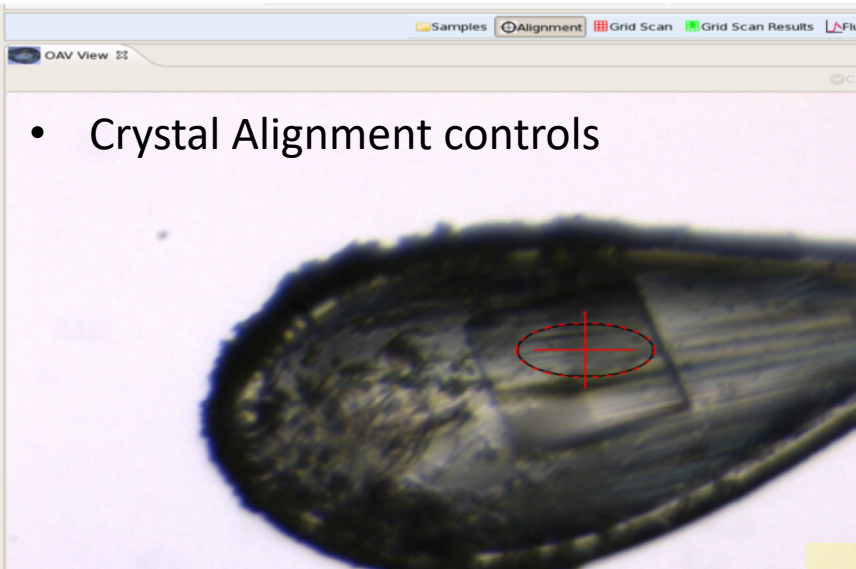 Samples Alignment Grid Scan Grid Scan Results
OAV View
• Crystal Alignment controls